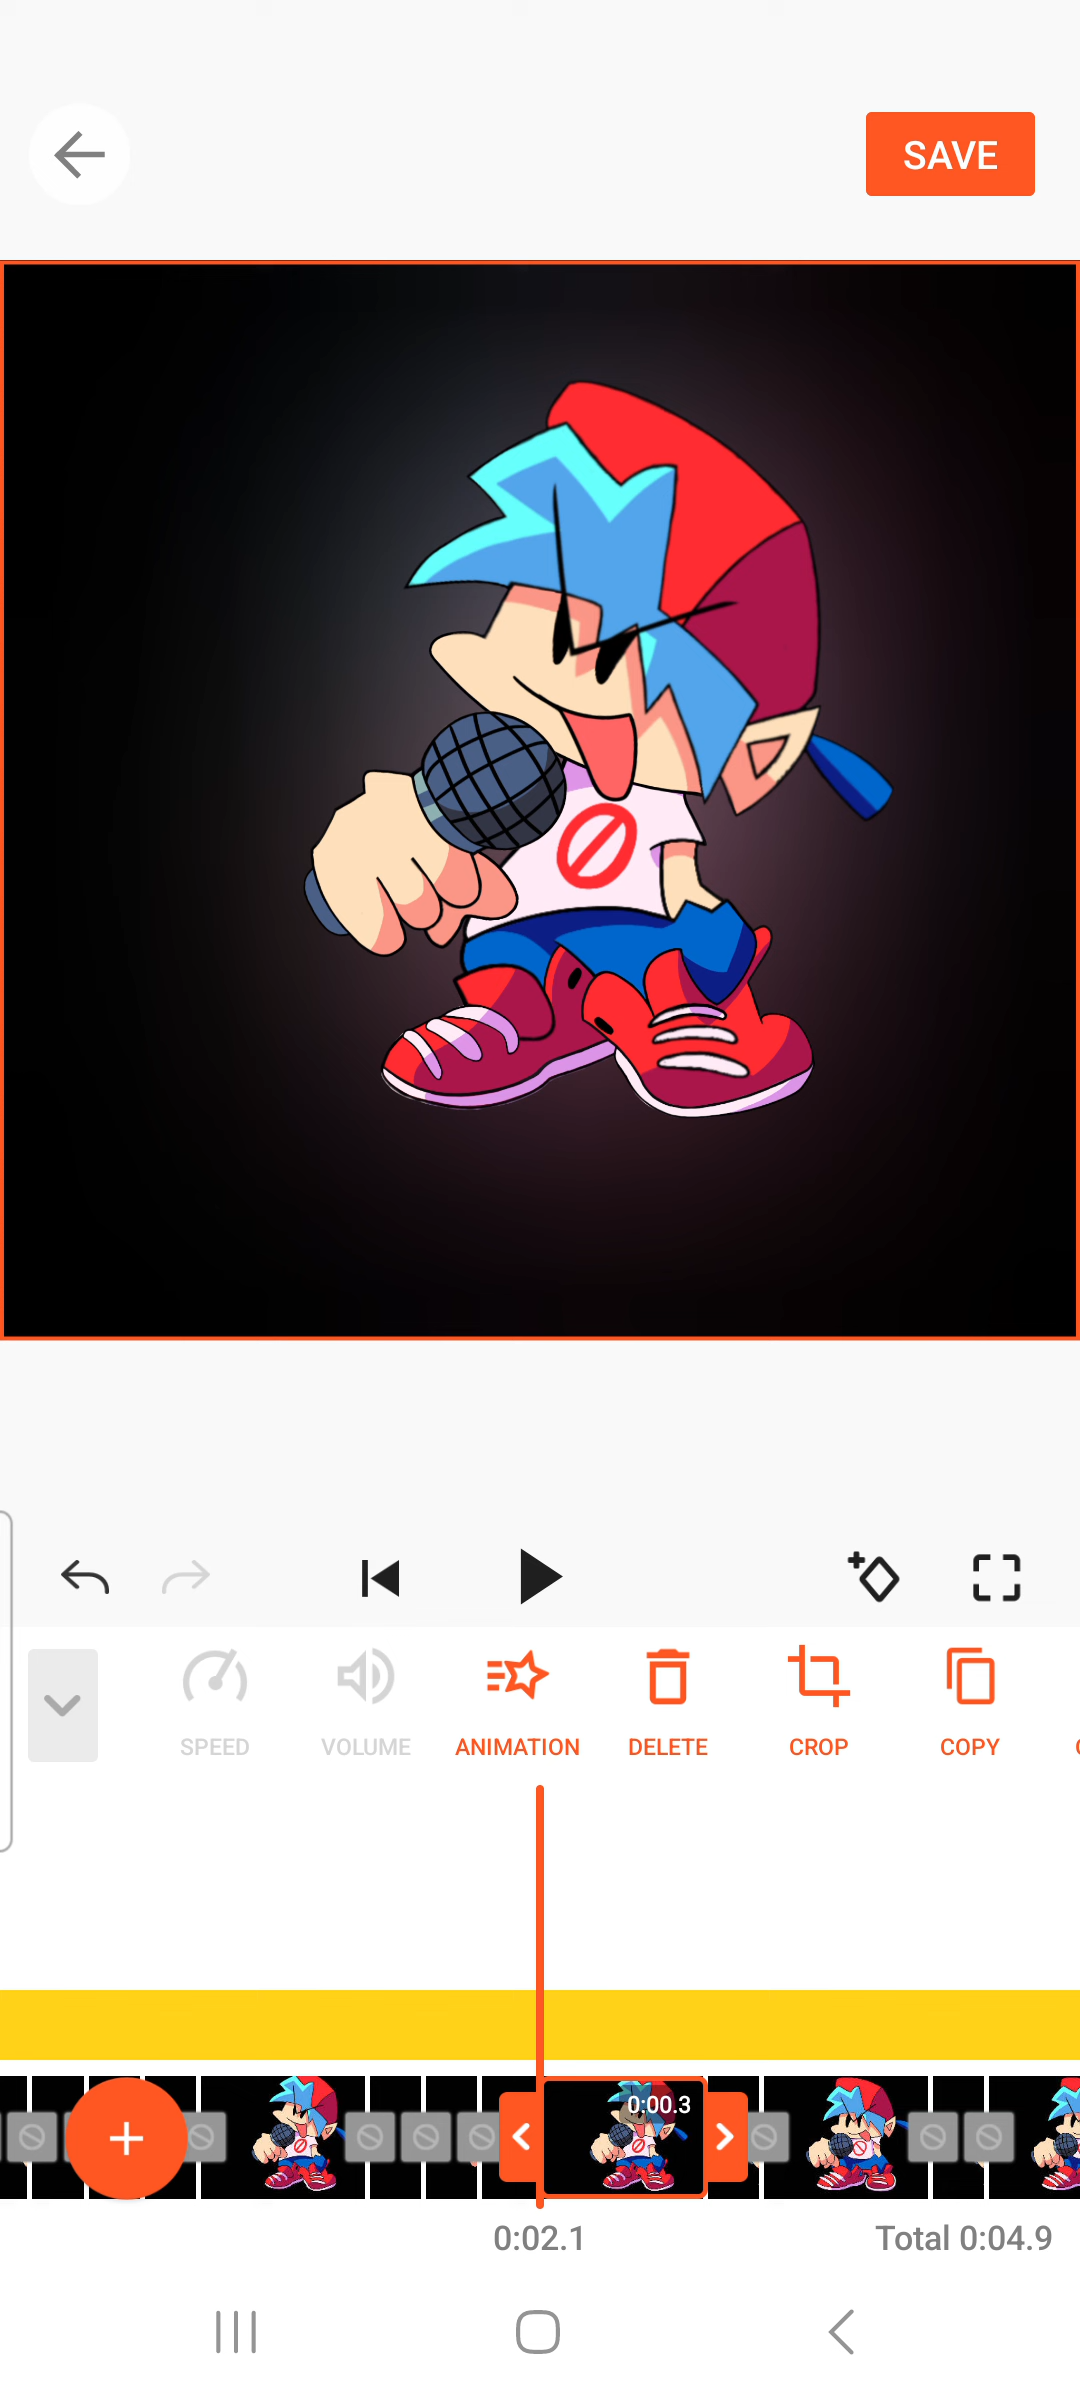 SAVE
SPEED
VOLUME
ANIMATION
DELETE
CROP
COPY
0:00.3
0:02.1
Total 0:04.9